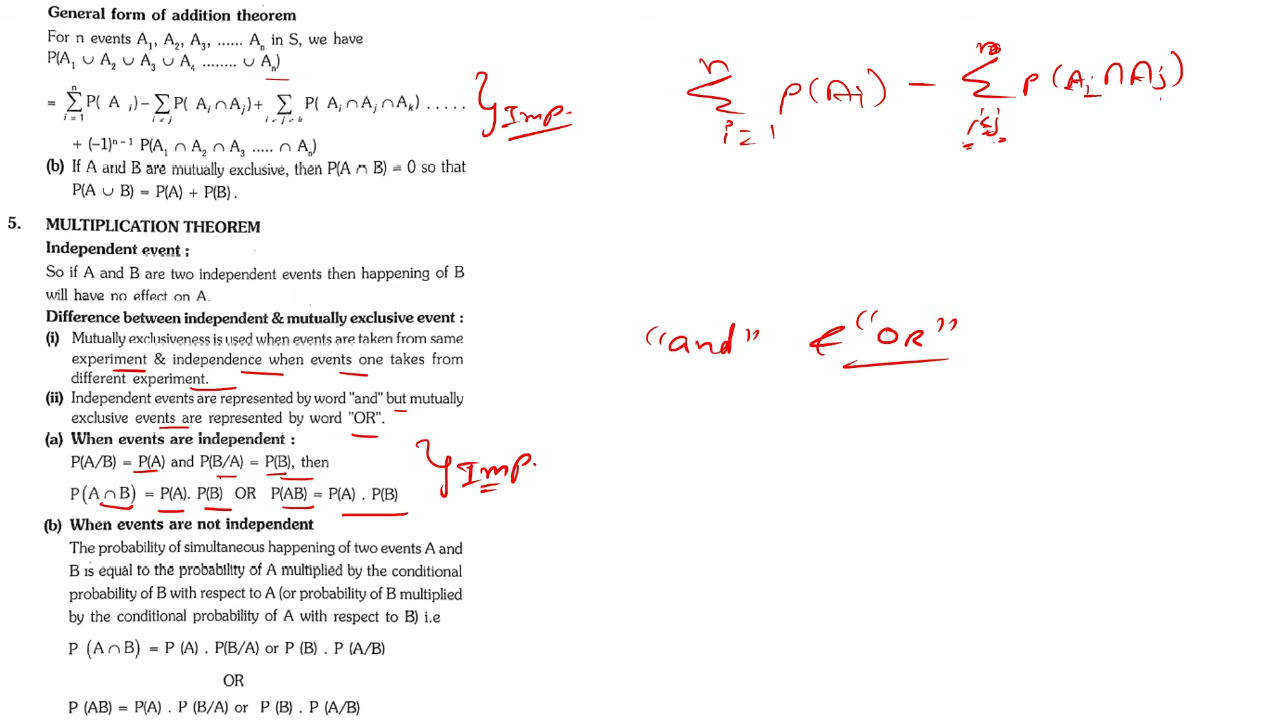 General form of addition theorem
For n events A₁, A₂, A₃, ...... Aₙ in S, we have
P(A₁ ∪ A₂ ∪ A₃ ∪ A₄ ........ ∪ Aₙ)
= ∑ⁿᵢ₌₁ P( A ᵢ) − ∑ᵢ﹤ⱼ P( Aᵢ ∩ Aⱼ) + ∑ᵢ﹤ⱼ﹤ₖ P( Aᵢ ∩ Aⱼ ∩ Aₖ) .....
+ (−1)ⁿ⁻¹ P(A₁ ∩ A₂ ∩ A₃ ..... ∩ Aₙ)
Imp.
(b) If A and B are mutually exclusive, then P(A ∩ B) = 0 so that
P(A ∪ B) = P(A) + P(B).
5. MULTIPLICATION THEOREM
Independent event :
So if A and B are two independent events then happening of B
will have no effect on A.
Difference between independent & mutually exclusive event :
(i) Mutually exclusiveness is used when events are taken from same
experiment & independence when events one takes from
different experiment.
(ii) Independent events are represented by word "and" but mutually
exclusive events are represented by word "OR".
(a) When events are independent :
P(A/B) = P(A) and P(B/A) = P(B), then
P(A ∩ B) = P(A). P(B) OR P(AB) = P(A) . P(B)
Imp.
(b) When events are not independent
The probability of simultaneous happening of two events A and
B is equal to the probability of A multiplied by the conditional
probability of B with respect to A (or probability of B multiplied
by the conditional probability of A with respect to B) i.e
P (A ∩ B) = P (A) . P(B/A) or P (B) . P (A/B)
OR
P (AB) = P(A) . P (B/A) or P (B) . P (A/B)
∑ⁿᵢ₌₁ P(Aᵢ) − ∑ᵢ﹤ⱼ P(Aᵢ ∩ Aⱼ)
"and" & "OR"